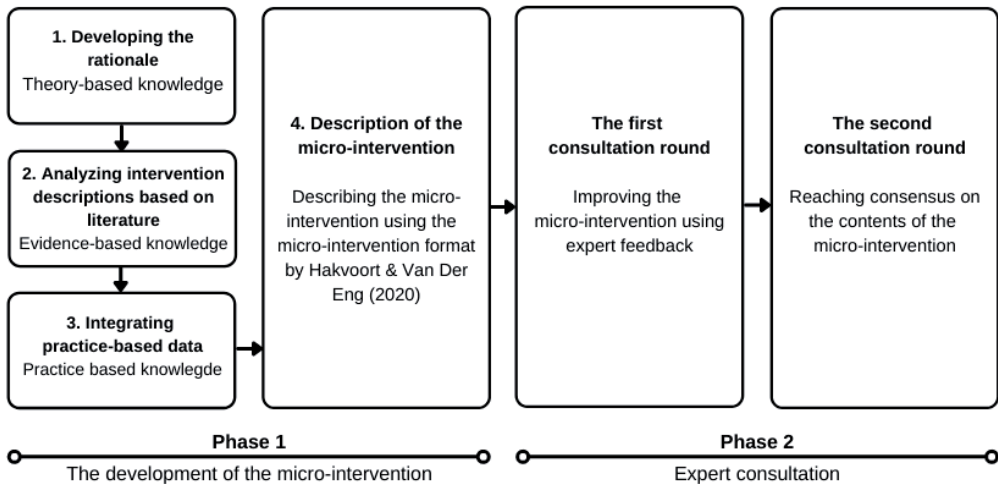 1. Developing the
rationale
Theory-based knowledge
2. Analyzing intervention
descriptions based on
literature
Evidence-based knowledge
3. Integrating
practice-based data
Practice based knowlegde
4. Description of the
micro-intervention
Describing the micro-
intervention using the
micro-intervention format
by Hakvoort & Van Der
Eng (2020)
The first
consultation round
Improving the
micro-intervention using
expert feedback
The second
consultation round
Reaching consensus on
the contents of the
micro-intervention
Phase 1
The development of the micro-intervention
Phase 2
Expert consultation